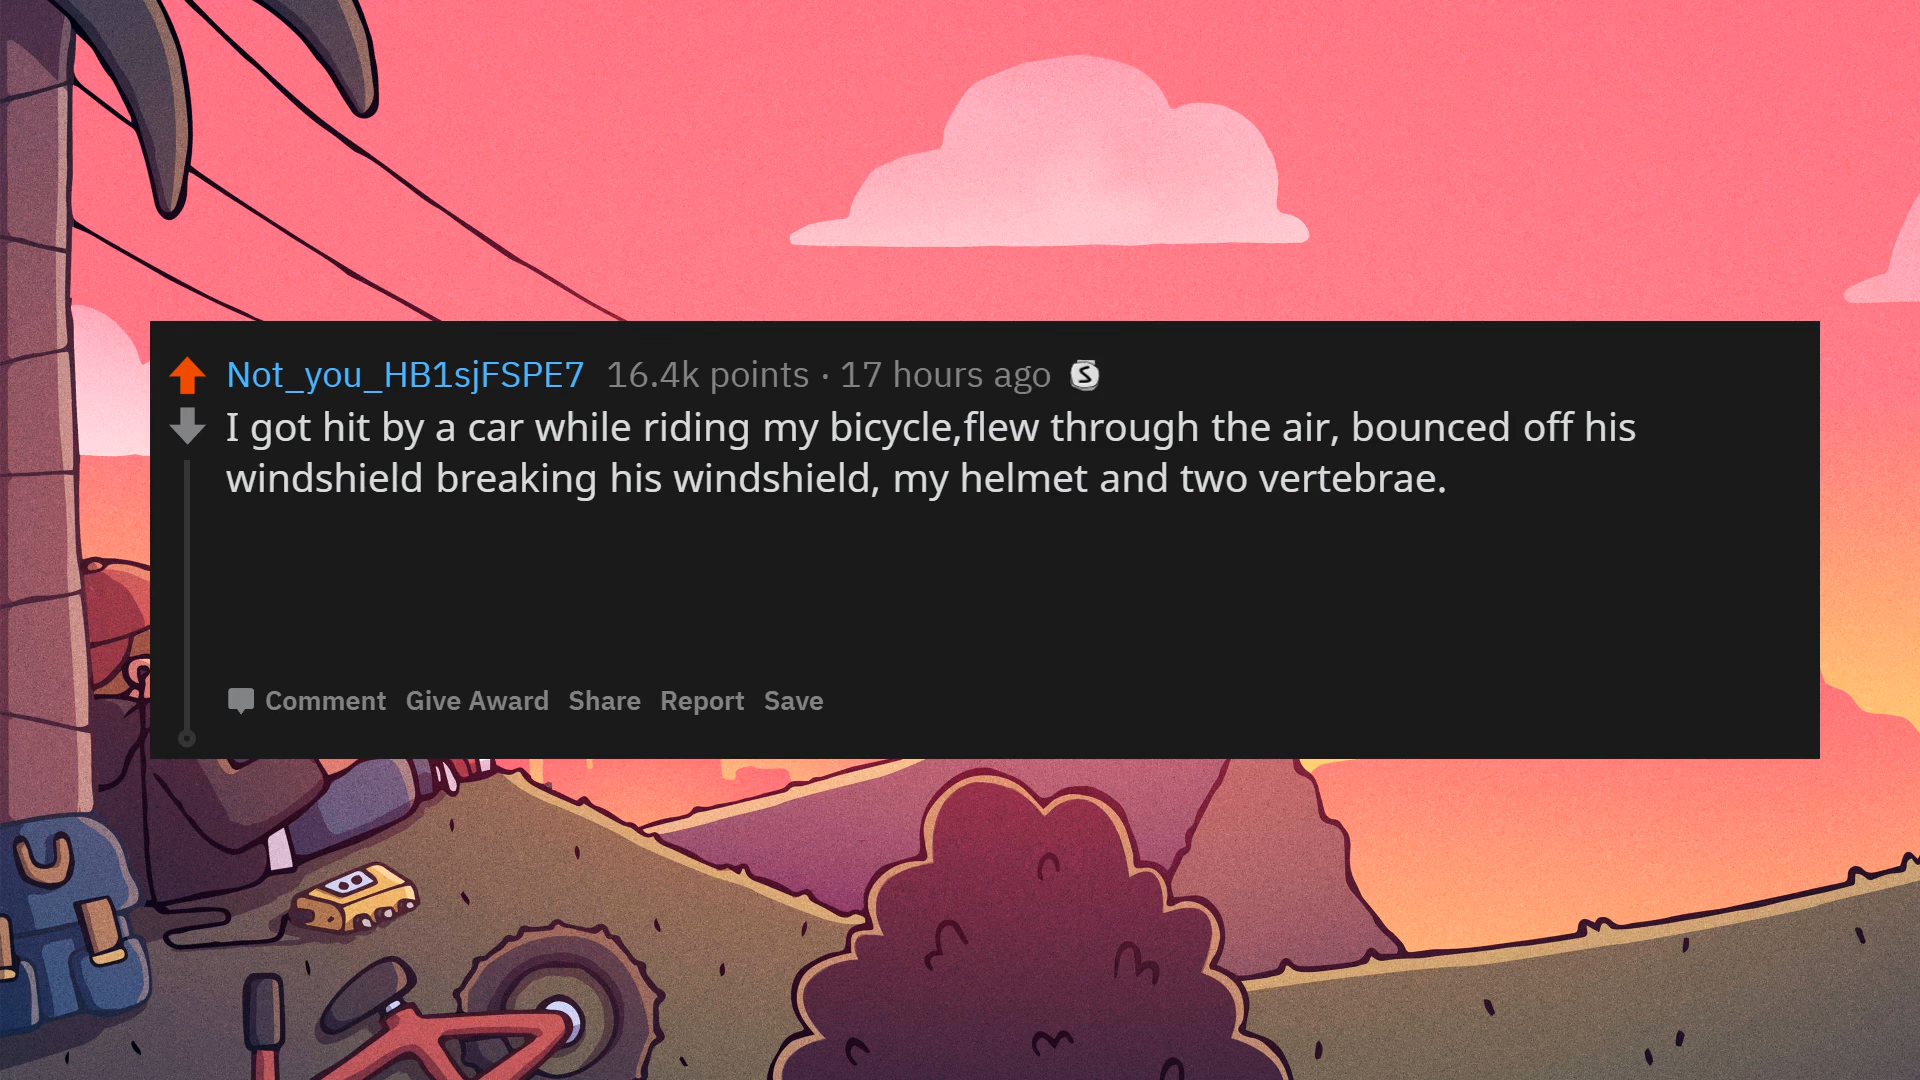 Not_you_HB1sjFSPE7 16.4k points · 17 hours ago S
I got hit by a car while riding my bicycle,flew through the air, bounced off his
windshield breaking his windshield, my helmet and two vertebrae.
Comment Give Award Share Report Save